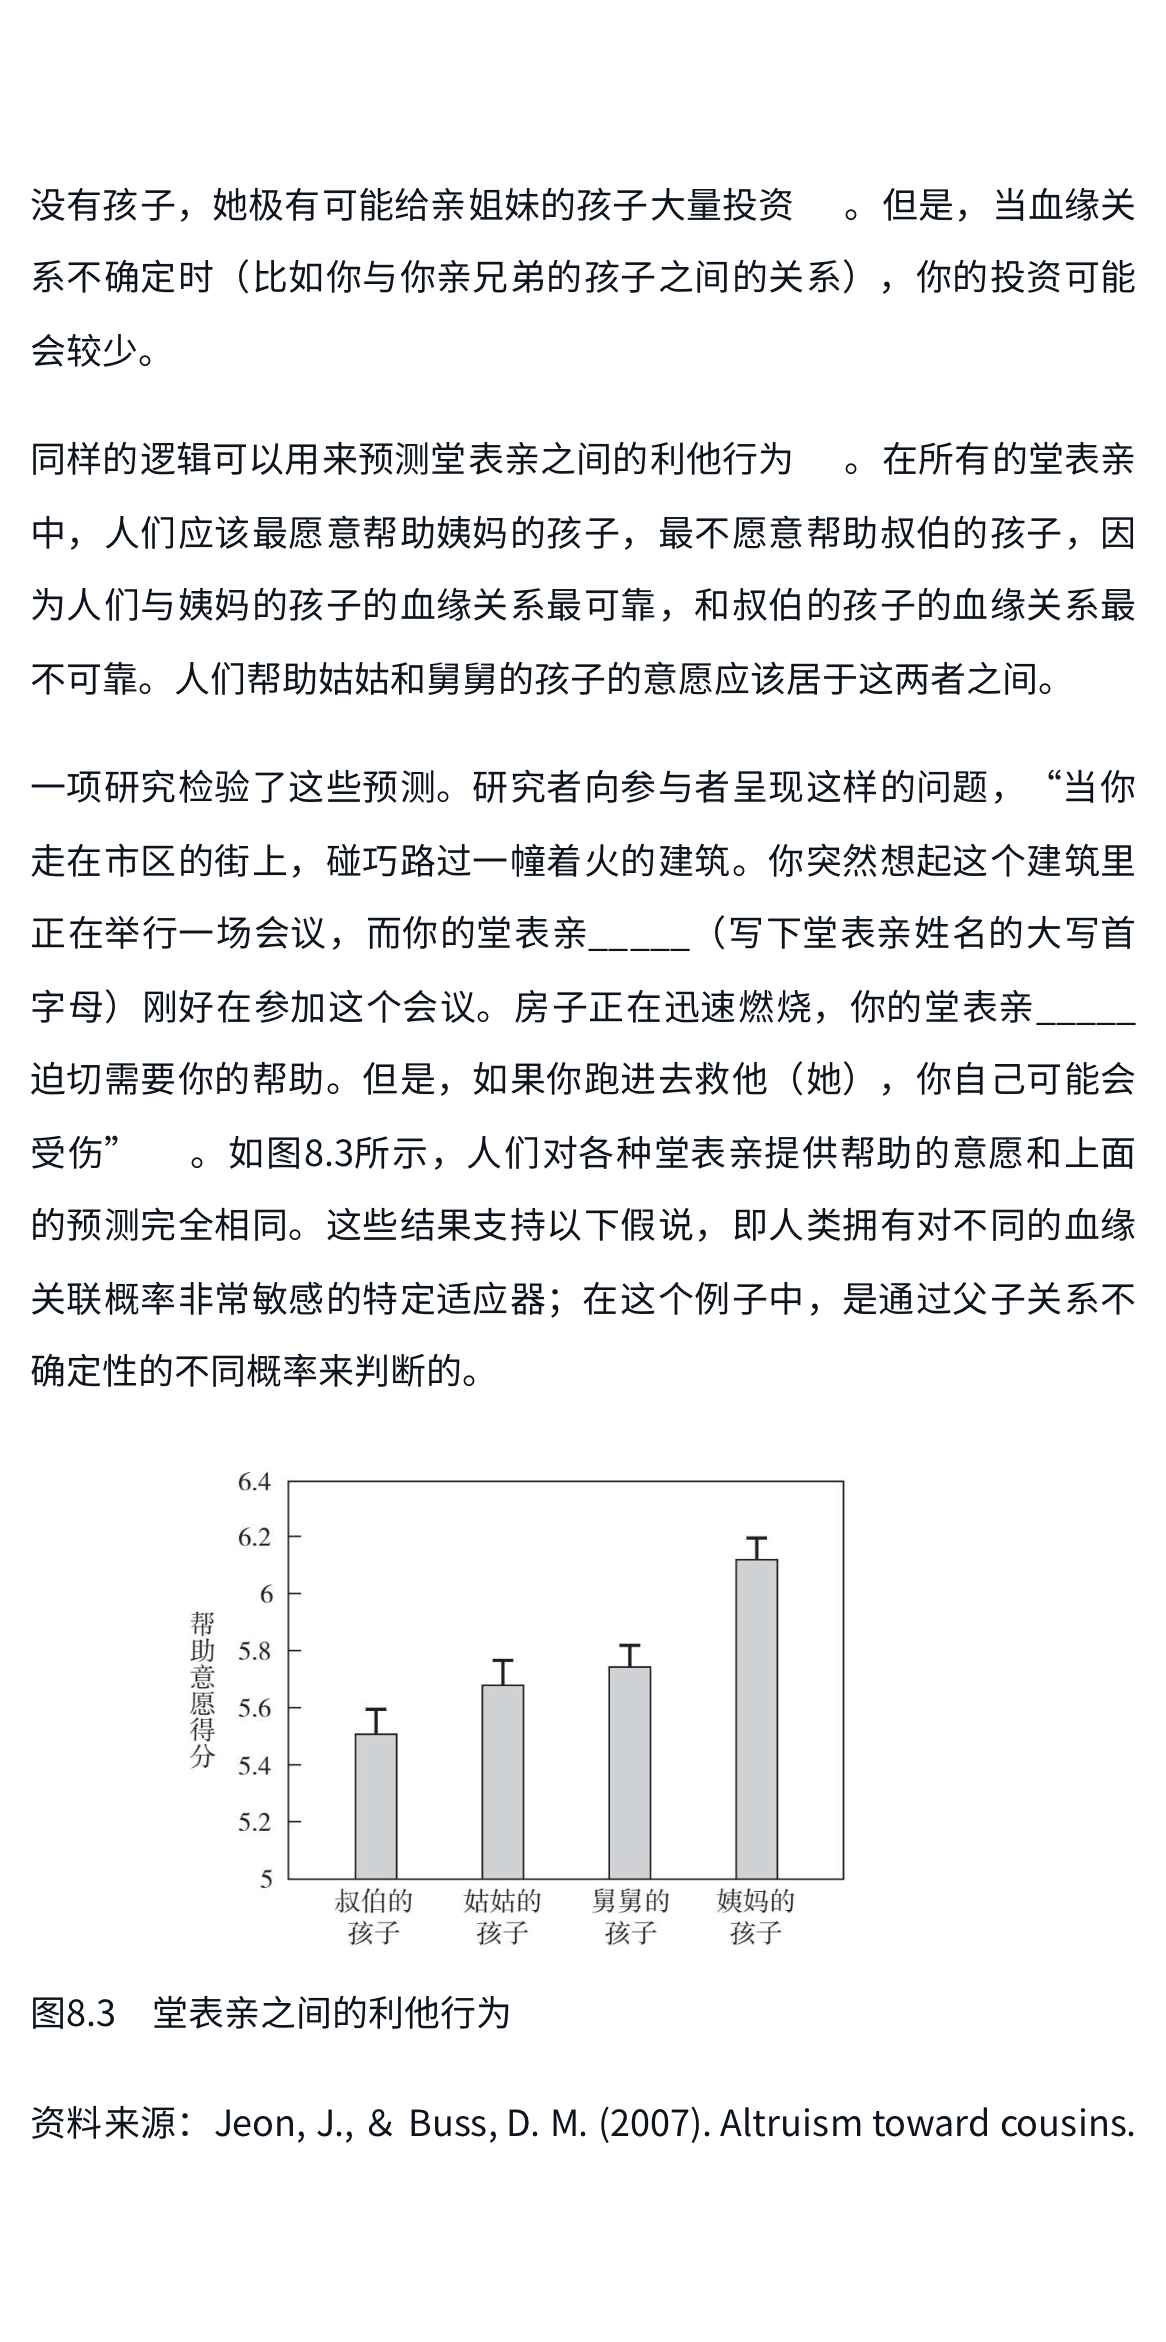 没有孩子，她极有可能给亲姐妹的孩子大量投资 。但是，当血缘关
系不确定时（比如你与你亲兄弟的孩子之间的关系），你的投资可能
会较少。
同样的逻辑可以用来预测堂表亲之间的利他行为 。在所有的堂表亲
中，人们应该最愿意帮助姨妈的孩子，最不愿意帮助叔伯的孩子，因
为人们与姨妈的孩子的血缘关系最可靠，和叔伯的孩子的血缘关系最
不可靠。人们帮助姑姑和舅舅的孩子的意愿应该居于这两者之间。
一项研究检验了这些预测。研究者向参与者呈现这样的问题，“当你
走在市区的街上，碰巧路过一幢着火的建筑。你突然想起这个建筑里
正在举行一场会议，而你的堂表亲_____（写下堂表亲姓名的大写首
字母）刚好在参加这个会议。房子正在迅速燃烧，你的堂表亲_____
迫切需要你的帮助。但是，如果你跑进去救他（她），你自己可能会
受伤” 。如图8.3所示，人们对各种堂表亲提供帮助的意愿和上面
的预测完全相同。这些结果支持以下假说，即人类拥有对不同的血缘
关联概率非常敏感的特定适应器；在这个例子中，是通过父子关系不
确定性的不同概率来判断的。
帮助意愿得分
6.4
6.2
6
5.8
5.6
5.4
5.2
5
叔伯的 姑姑的 舅舅的 姨妈的
孩子 孩子 孩子 孩子
图8.3 堂表亲之间的利他行为
资料来源：Jeon, J., & Buss, D. M. (2007). Altruism toward cousins.